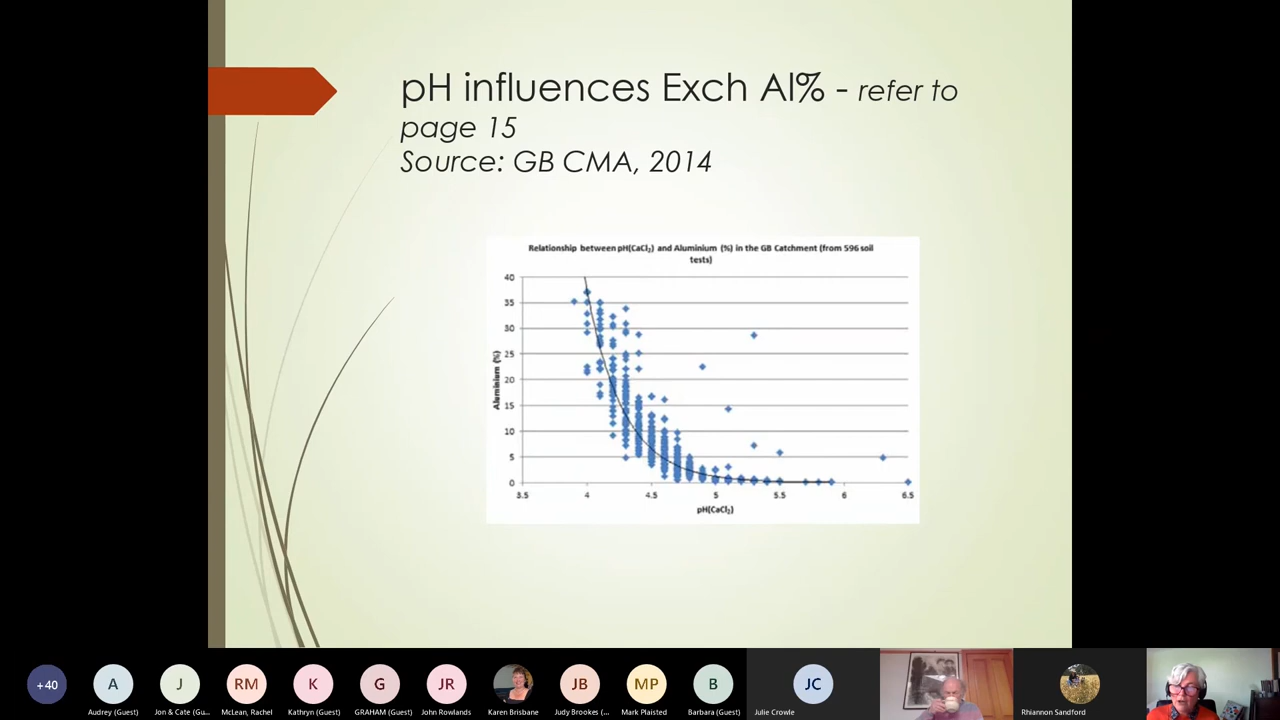 pH influences Exch Al% - refer to
page 15
Source: GB CMA, 2014
Relationship between pH(CaCl₂) and Aluminium (%) in the GB Catchment (from 596 soil
tests)
40
35
30
25
20
15
10
5
0
Aluminium (%)
3.5 4 4.5 5 5.5 6 6.5
pH(CaCl₂)
+40 A J RM K G JR JB MP B JC
Audrey (Guest) Jon & Cate (Gu... McLean, Rachel Kathryn (Guest) GRAHAM (Guest) John Rowlands Karen Brisbane Judy Brookes (... Mark Plaisted Barbara (Guest) Julie Crowle Rhiannon Sandford